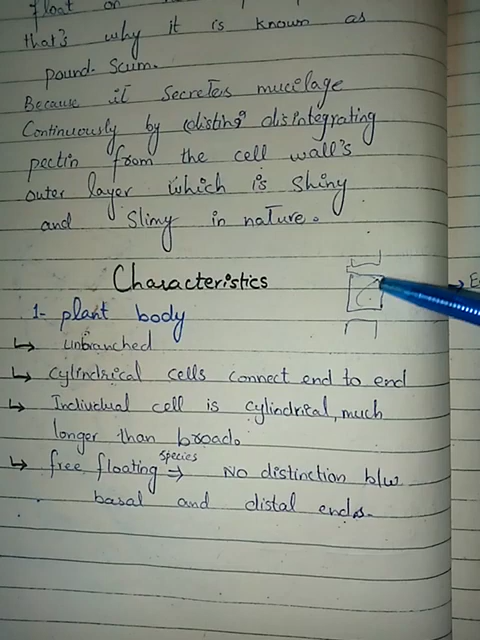 float on
that's why it is known as
pound-Scum.
Because it Secretes mucilage
Continuously by disintegrating
pectin from the cell wall's
outer layer which is Shiny
and Slimy in nature.
Characteristics
1- plant body
↳ Unbranched
↳ Cylindrical cells connect end to end
↳ Individual cell is cylindrical, much
longer than broad.
↳ free floating species → No distinction b/w
basal and distal ends.